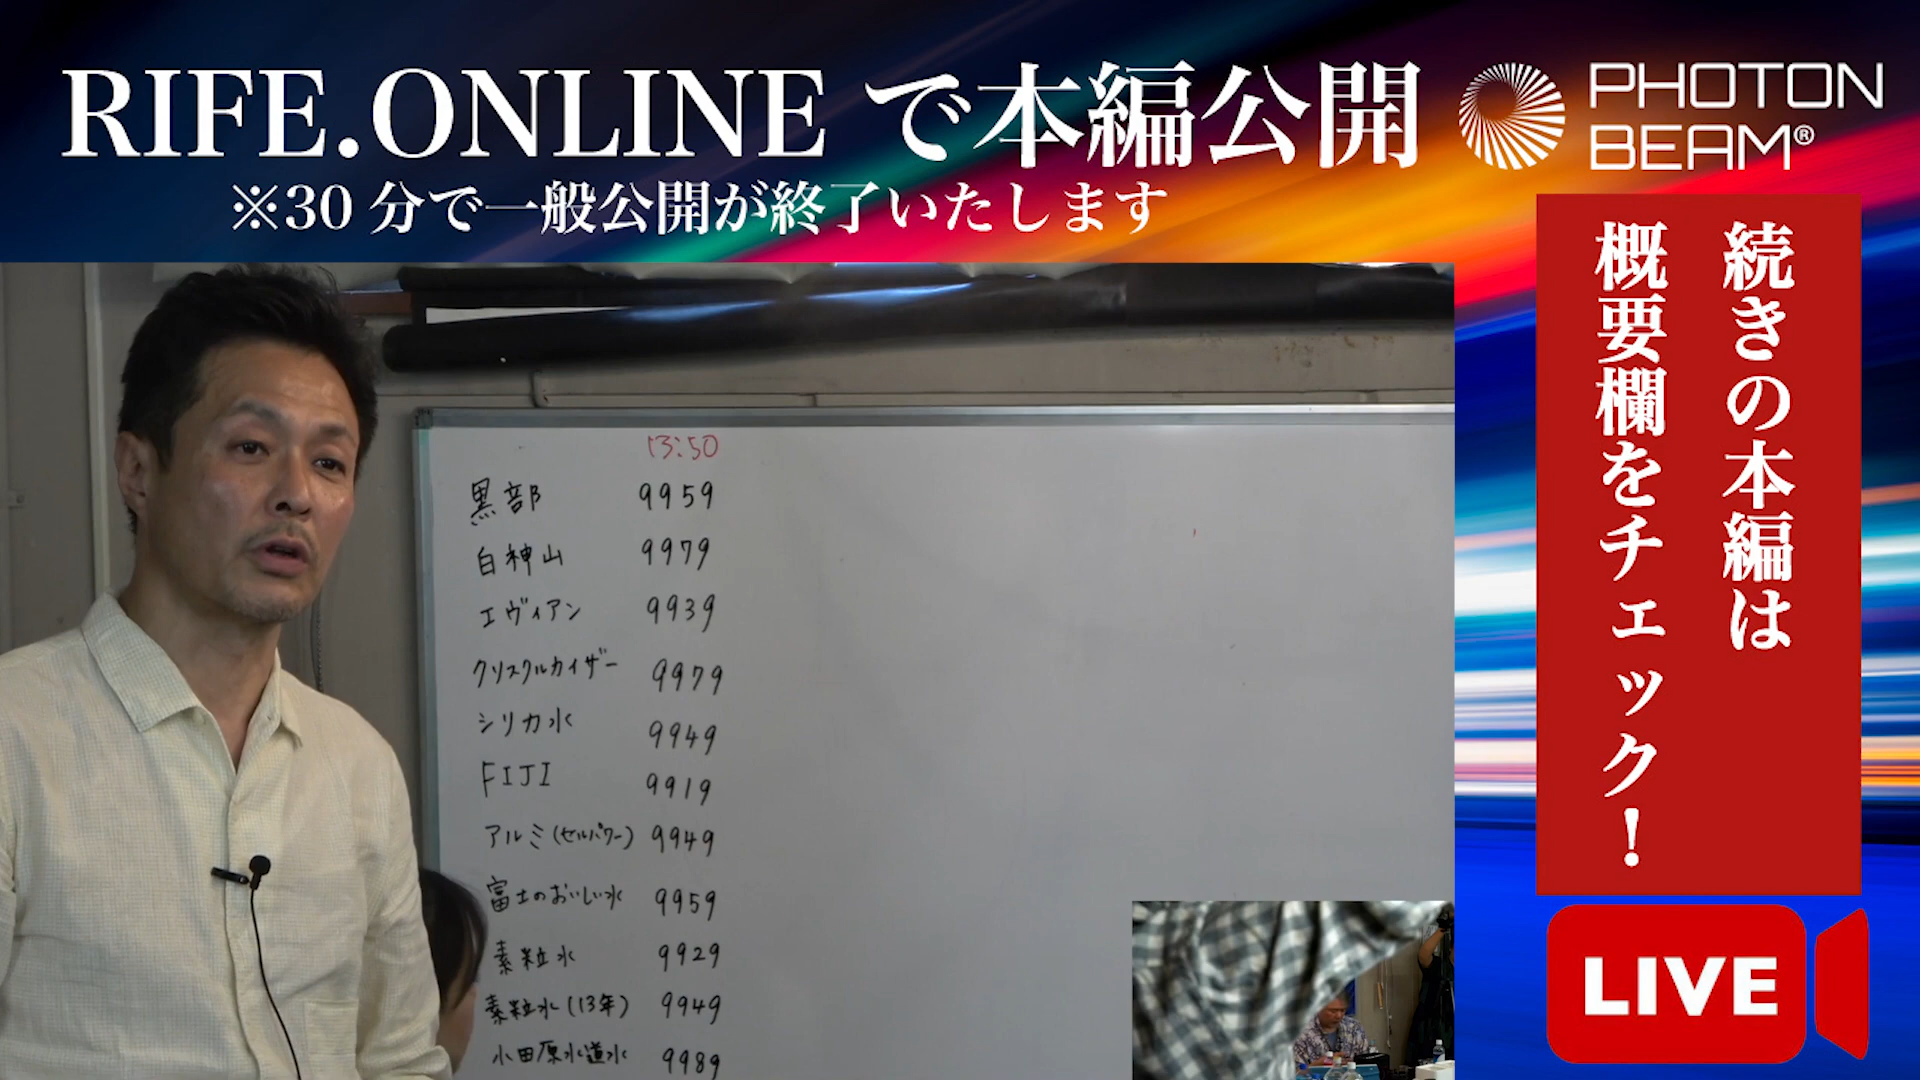 RIFE.ONLINE で本編公開
※30 分で一般公開が終了いたします
PHOTON
BEAM®
続きの本編は
概要欄をチェック！
13:50
黒部 9959
白神山 9979
エヴィアン 9939
クリスタルカイザー 9979
シリカ水 9949
FIJI 9919
アルミ(セルパワー) 9949
富士のおいしい水 9959
素粒水 9929
素粒水(13年) 9949
小田原水道水 9989
LIVE